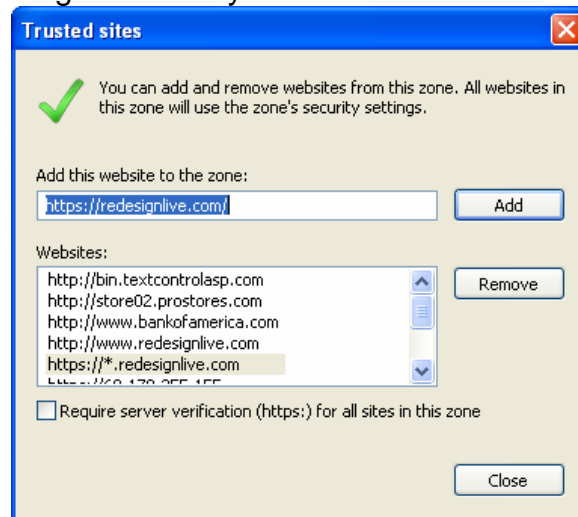 Trusted sites
You can add and remove websites from this zone. All websites in
this zone will use the zone's security settings.
Add this website to the zone:
https://redesignlive.com/
Add
Websites:
http://bin.textcontrolasp.com
http://store02.prostores.com
http://www.bankofamerica.com
http://www.redesignlive.com
https://*.redesignlive.com
Remove
Require server verification (https:) for all sites in this zone
Close